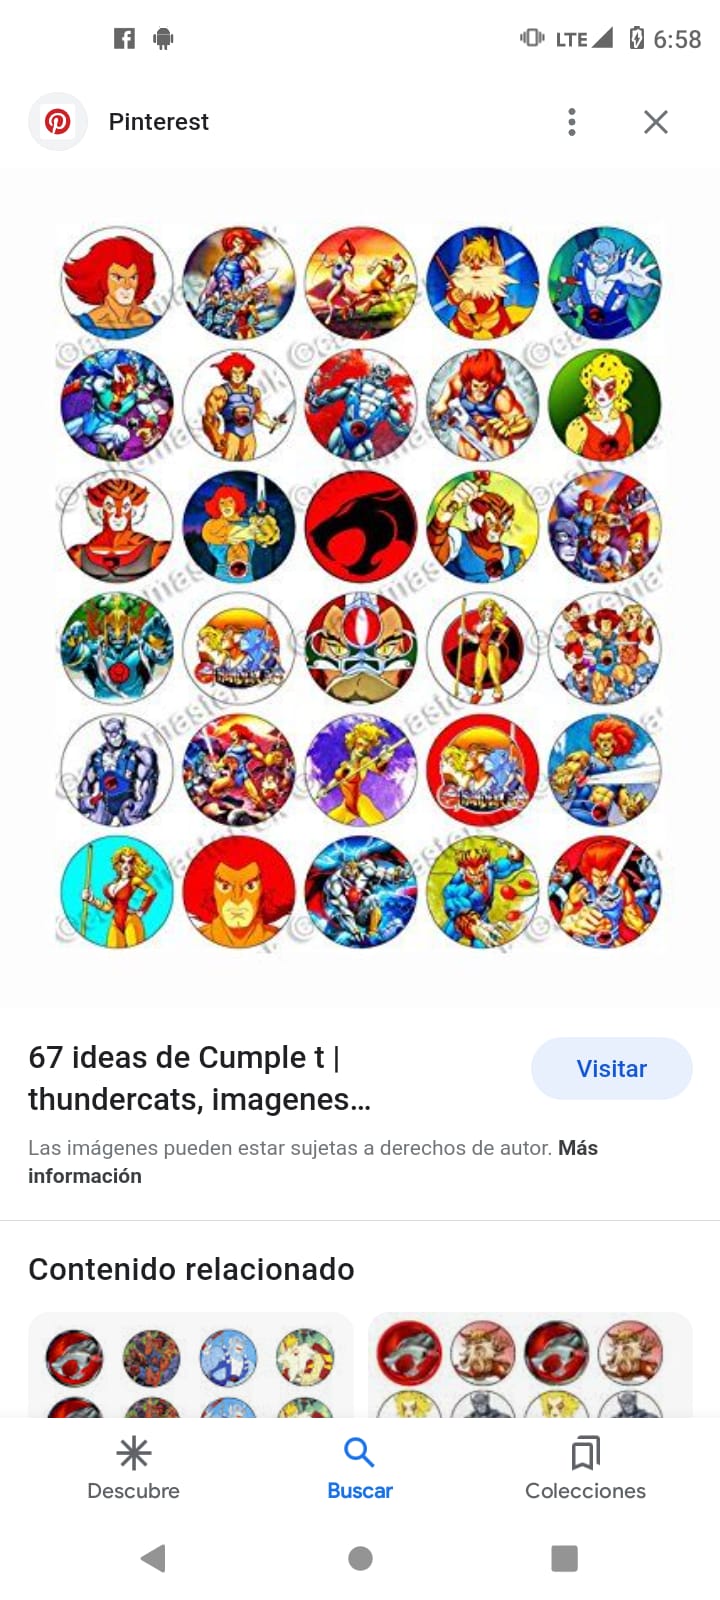 LTE 6:58
Pinterest
67 ideas de Cumple t |
thundercats, imagenes...
Visitar
Las imágenes pueden estar sujetas a derechos de autor. Más
información
Contenido relacionado
Descubre
Buscar
Colecciones